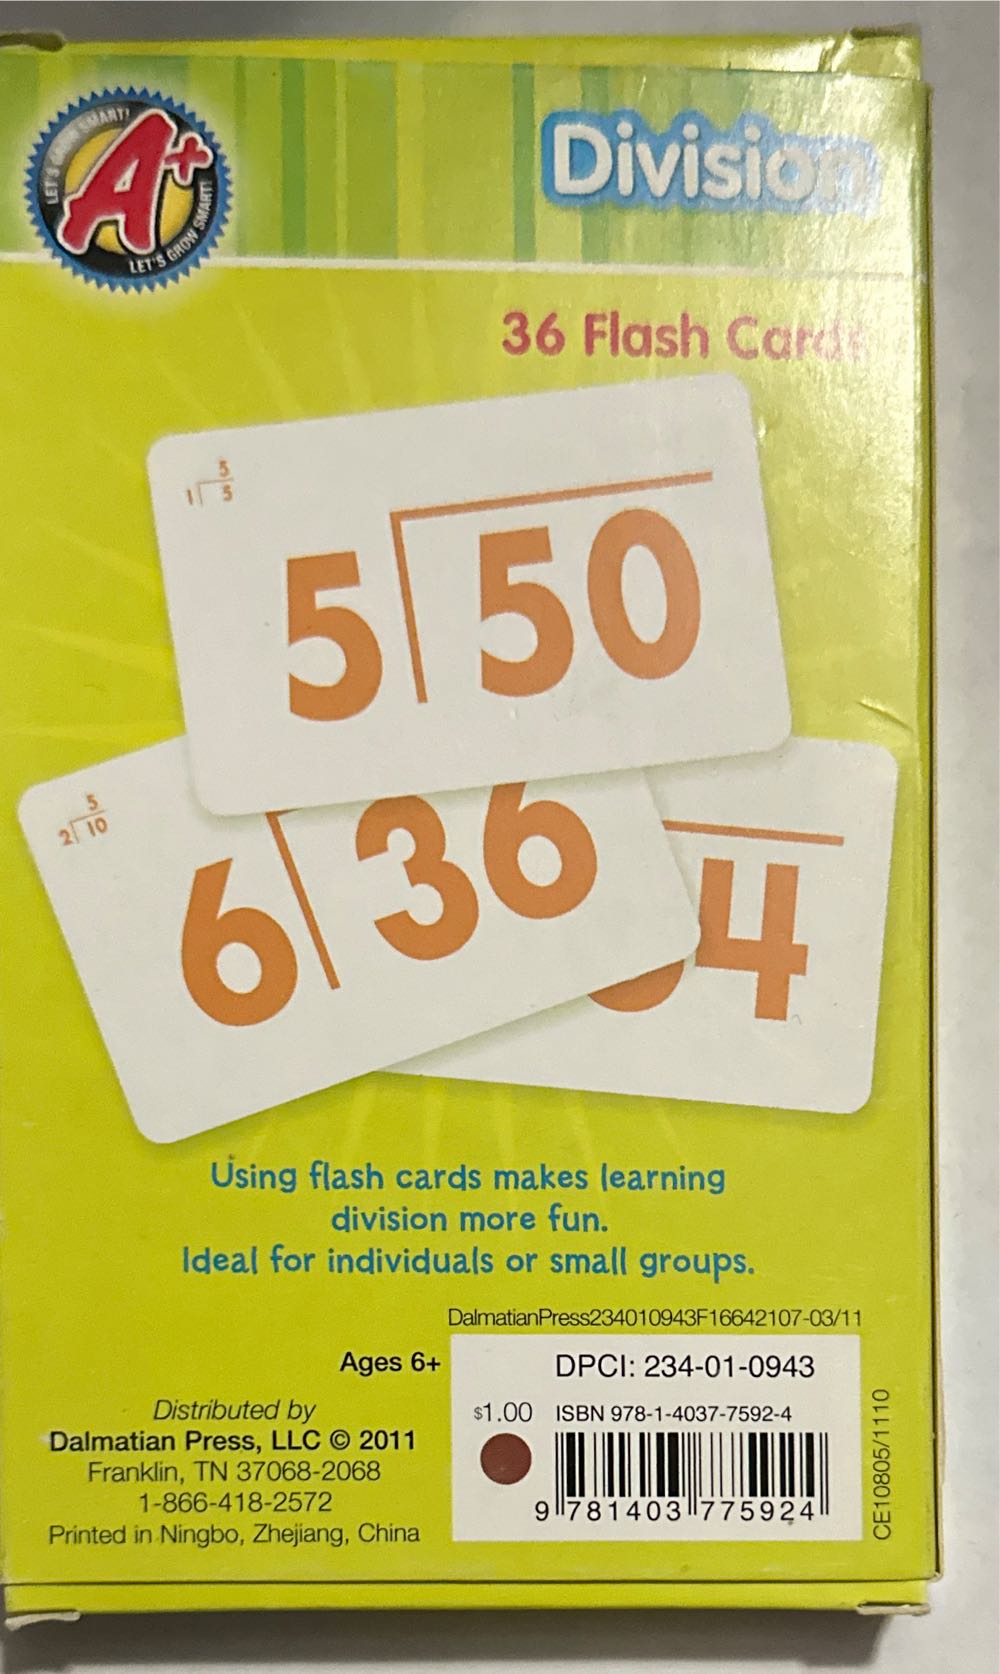 LET'S GROW SMART!
A+
LET'S GROW SMART!
Division
36 Flash Cards
5
1 5
5 50
5
2 10
6 36
4
Using flash cards makes learning
division more fun.
Ideal for individuals or small groups.
DalmatianPress234010943F16642107-03/11
Ages 6+
DPCI: 234-01-0943
$1.00 ISBN 978-1-4037-7592-4
9 781403 775924
CE10805/1110
Distributed by
Dalmatian Press, LLC © 2011
Franklin, TN 37068-2068
1-866-418-2572
Printed in Ningbo, Zhejiang, China